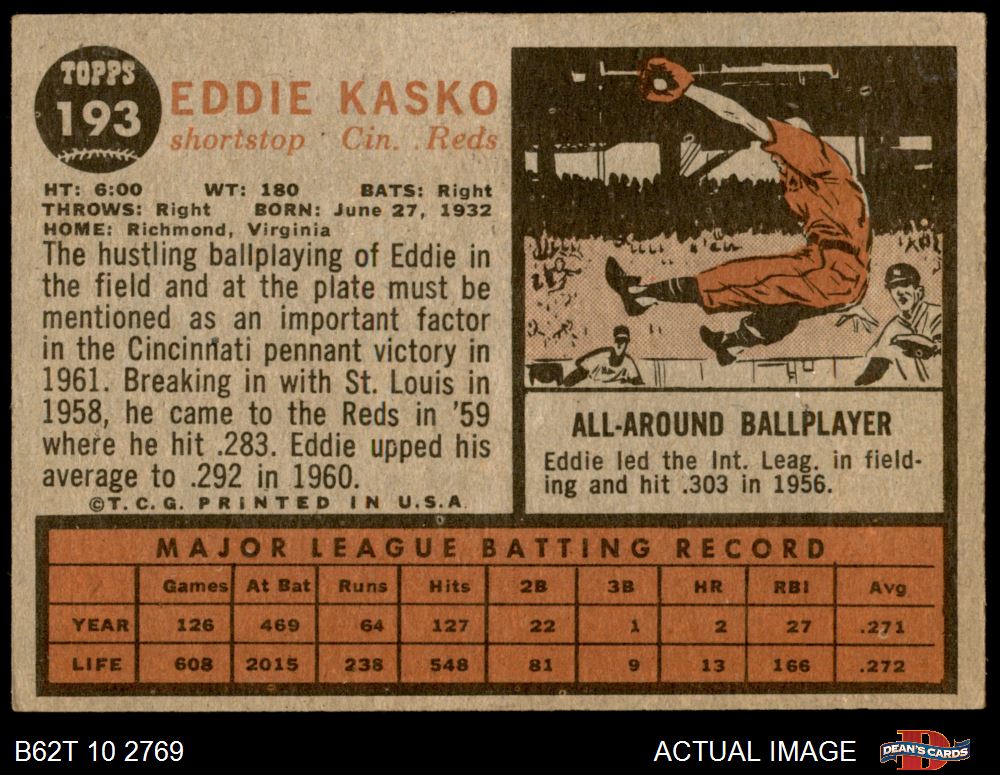 TOPPS
193
EDDIE KASKO
shortstop Cin. Reds
HT: 6:00 WT: 180 BATS: Right
THROWS: Right BORN: June 27, 1932
HOME: Richmond, Virginia
The hustling ballplaying of Eddie in
the field and at the plate must be
mentioned as an important factor
in the Cincinnati pennant victory in
1961. Breaking in with St. Louis in
1958, he came to the Reds in '59
where he hit .283. Eddie upped his
average to .292 in 1960.
©T.C.G. PRINTED IN U.S.A.
ALL-AROUND BALLPLAYER
Eddie led the Int. Leag. in field-
ing and hit .303 in 1956.
MAJOR LEAGUE BATTING RECORD
Games At Bat Runs Hits 2B 3B HR RBI Avg
YEAR 126 469 64 127 22 1 2 27 .271
LIFE 608 2015 238 548 81 9 13 166 .272
B62T 10 2769
ACTUAL IMAGE
DEAN'S CARDS